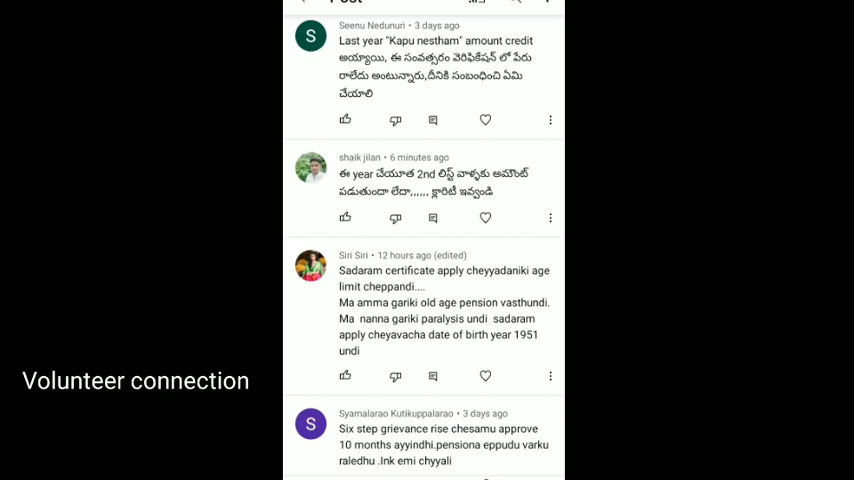 Seenu Nedunuri • 3 days ago
Last year "Kapu nestham" amount credit
అయ్యాయి, ఈ సంవత్సరం వెరిఫికేషన్ లో పేరు
రాలేదు అంటున్నారు,దీనికి సంబంధించి ఏమి
చేయాలి
shaik jilan • 6 minutes ago
ఈ year చేయూత 2nd లిస్ట్ వాళ్ళకు అమౌంట్
పడుతుందా లేదా,,,,,, క్లారిటీ ఇవ్వండి
Siri Siri • 12 hours ago (edited)
Sadaram certificate apply cheyyadaniki age
limit cheppandi....
Ma amma gariki old age pension vasthundi.
Ma nanna gariki paralysis undi sadaram
apply cheyavacha date of birth year 1951
undi
Volunteer connection
S
Syamalarao Kutikuppalarao • 3 days ago
Six step grievance rise chesamu approve
10 months ayyindhi.pensiona eppudu varku
raledhu .Ink emi chyyali